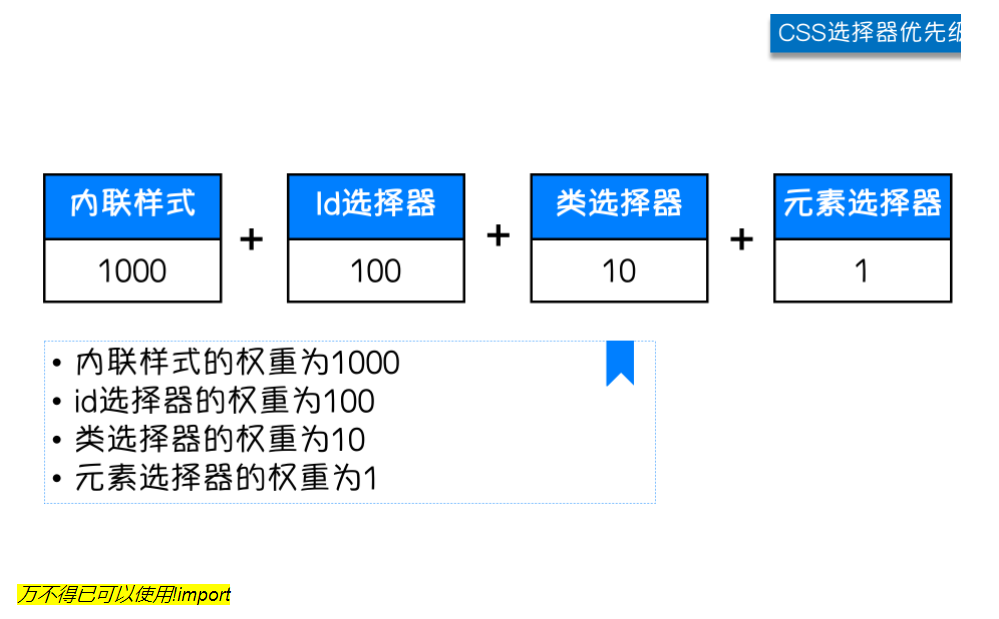 CSS选择器优先级
内联样式 + Id选择器 + 类选择器 + 元素选择器
1000 100 10 1
• 内联样式的权重为1000
• id选择器的权重为100
• 类选择器的权重为10
• 元素选择器的权重为1
万不得已可以使用!import